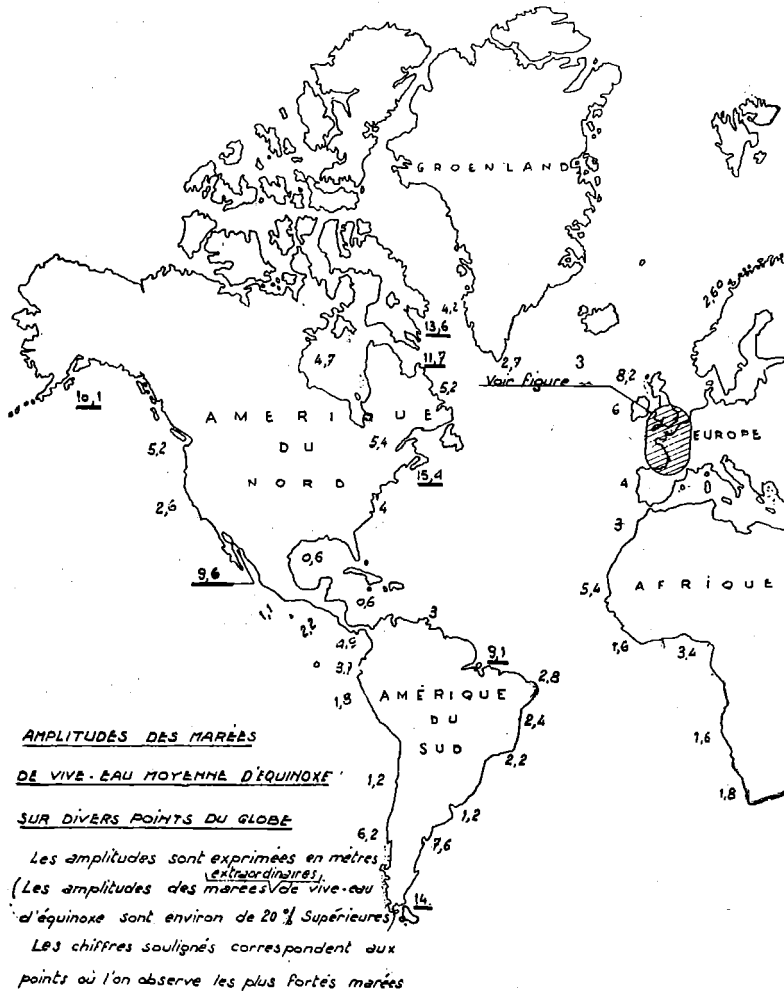 GROENLAND
4,2
13,6
4,7
11,7
2,7
3
2,60
5,2
Voir figure
8,2
10,1
6
AMERIQUE
DU
NORD
EUROPE
5,2
5,4
15,4
4
2,6
4
3
0,6
9,6
0,6
5,4
AFRIQUE
1,1
2,2
3
4,9
9,1
1,6
3,4
3,7
2,8
1,8
AMÉRIQUE
DU
SUD
2,4
2,2
1,6
1,2
1,2
1,8
6,2
7,6
14
AMPLITUDES DES MARÉES
DE VIVE-EAU MOYENNE D'ÉQUINOXE
SUR DIVERS POINTS DU GLOBE
Les amplitudes sont exprimées en mètres
extraordinaires
(Les amplitudes des marées de vive-eau
d'équinoxe sont environ de 20 % Supérieures)
Les chiffres soulignés correspondent aux
points où l'on observe les plus fortes marées